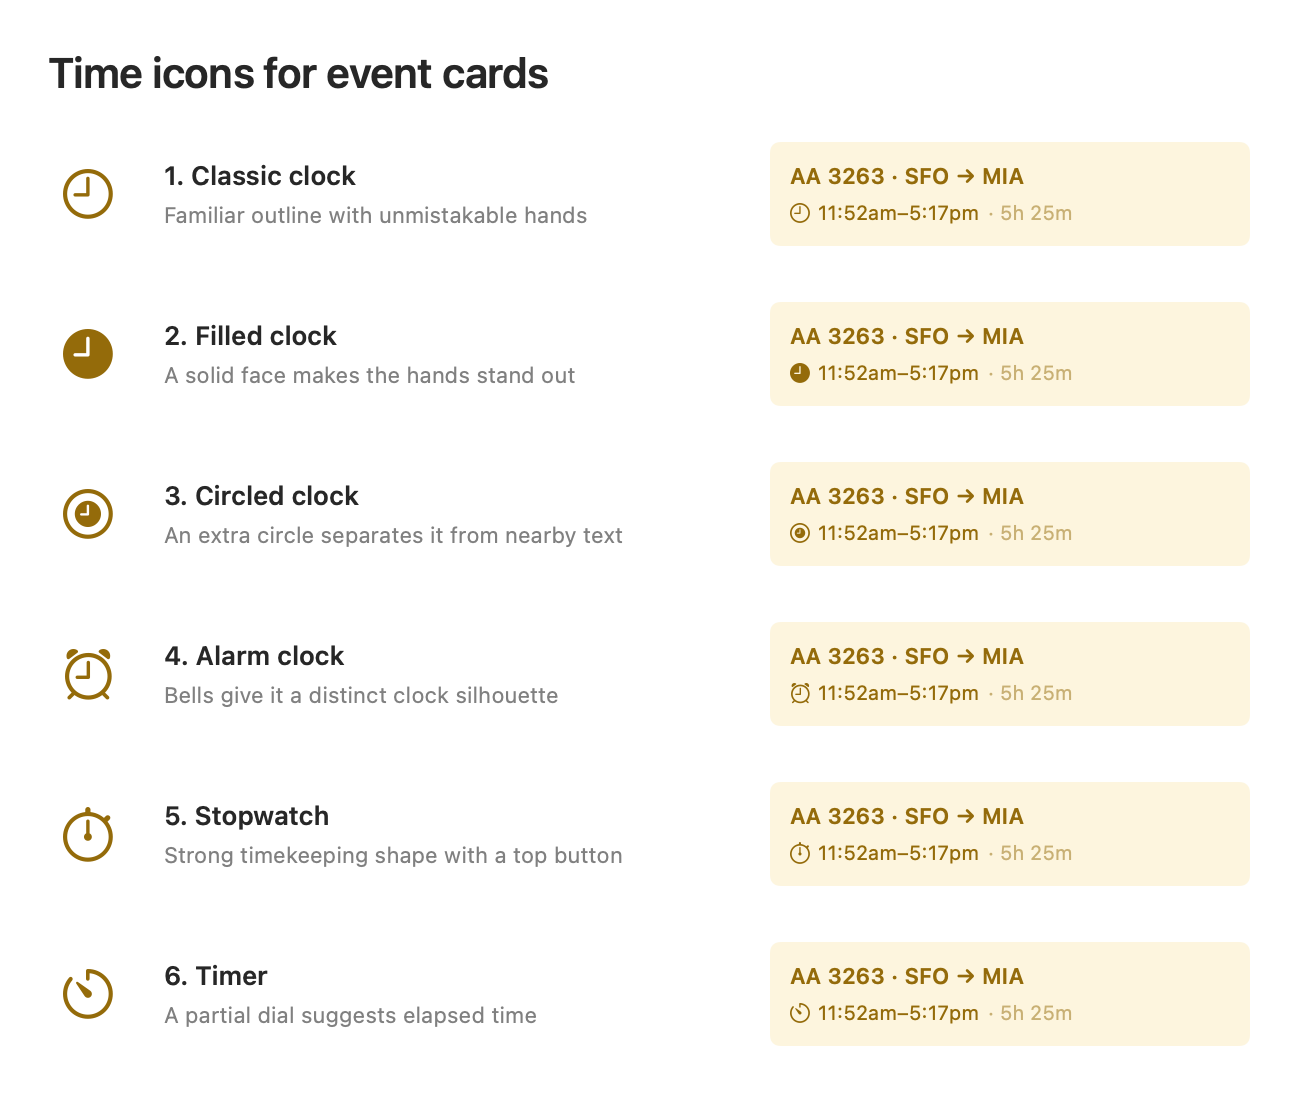 Time icons for event cards
1. Classic clock
Familiar outline with unmistakable hands
AA 3263 · SFO → MIA
11:52am–5:17pm · 5h 25m
2. Filled clock
A solid face makes the hands stand out
AA 3263 · SFO → MIA
11:52am–5:17pm · 5h 25m
3. Circled clock
An extra circle separates it from nearby text
AA 3263 · SFO → MIA
11:52am–5:17pm · 5h 25m
4. Alarm clock
Bells give it a distinct clock silhouette
AA 3263 · SFO → MIA
11:52am–5:17pm · 5h 25m
5. Stopwatch
Strong timekeeping shape with a top button
AA 3263 · SFO → MIA
11:52am–5:17pm · 5h 25m
6. Timer
A partial dial suggests elapsed time
AA 3263 · SFO → MIA
11:52am–5:17pm · 5h 25m